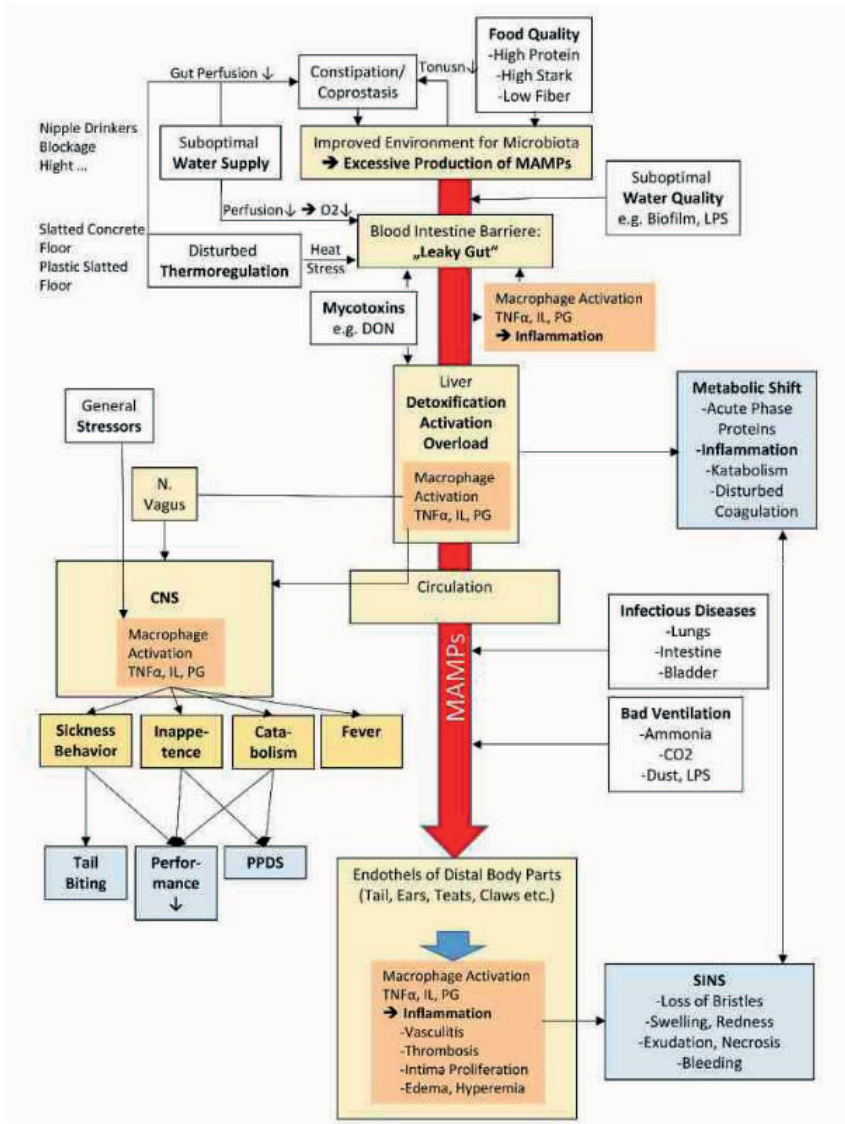 Food Quality
-High Protein
-High Stark
-Low Fiber
Gut Perfusion ↓
Constipation/
Coprostasis
Tonusn↓
Nipple Drinkers
Blockage
Hight ...
Suboptimal
Water Supply
Improved Environment for Microbiota
➔ Excessive Production of MAMPs
Suboptimal
Water Quality
e.g. Biofilm, LPS
Perfusion↓ ➔ O2↓
Blood Intestine Barriere:
„Leaky Gut“
Slatted Concrete
Floor
Plastic Slatted
Floor
Disturbed
Thermoregulation
Heat
Stress
Mycotoxins
e.g. DON
Macrophage Activation
TNFα, IL, PG
➔ Inflammation
General
Stressors
Liver
Detoxification
Activation
Overload
Macrophage
Activation
TNFα, IL, PG
Metabolic Shift
-Acute Phase
Proteins
-Inflammation
-Katabolism
-Disturbed
Coagulation
N.
Vagus
CNS
Macrophage
Activation
TNFα, IL, PG
Circulation
MAMPs
Infectious Diseases
-Lungs
-Intestine
-Bladder
Bad Ventilation
-Ammonia
-CO2
-Dust, LPS
Sickness
Behavior
Inappe-
tence
Cata-
bolism
Fever
Tail
Biting
Perfor-
mance
↓
PPDS
Endothels of Distal Body Parts
(Tail, Ears, Teats, Claws etc.)
Macrophage Activation
TNFα, IL, PG
➔ Inflammation
-Vasculitis
-Thrombosis
-Intima Proliferation
-Edema, Hyperemia
SINS
-Loss of Bristles
-Swelling, Redness
-Exudation, Necrosis
-Bleeding